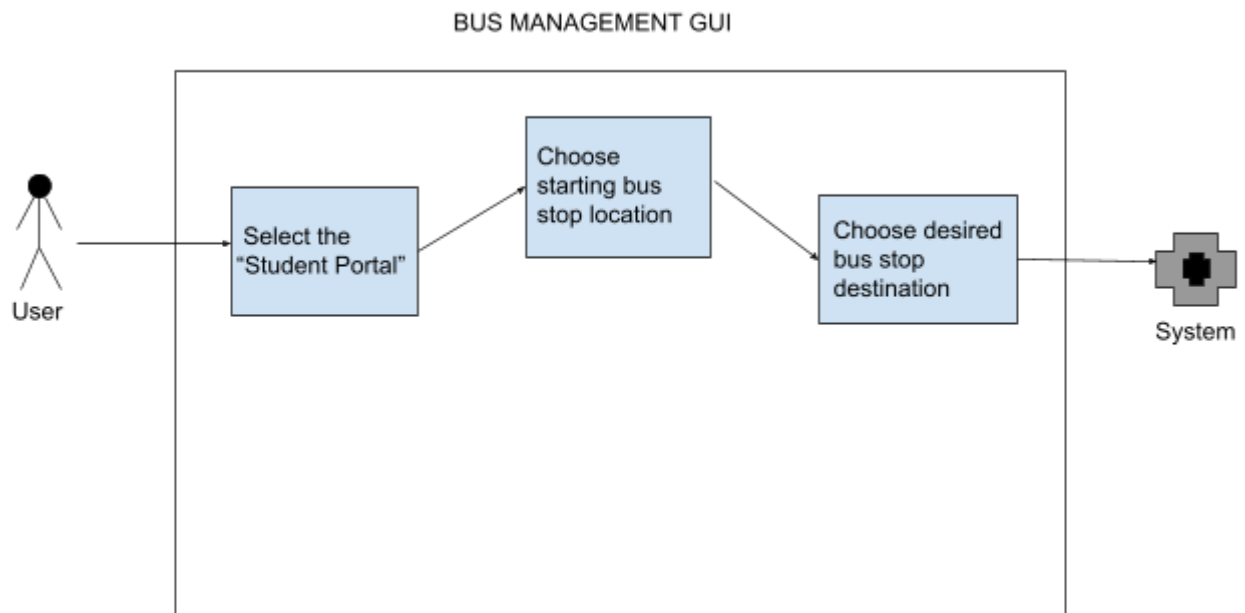 BUS MANAGEMENT GUI
Choose
starting bus
stop location
Select the
“Student Portal”
Choose desired
bus stop
destination
User
System